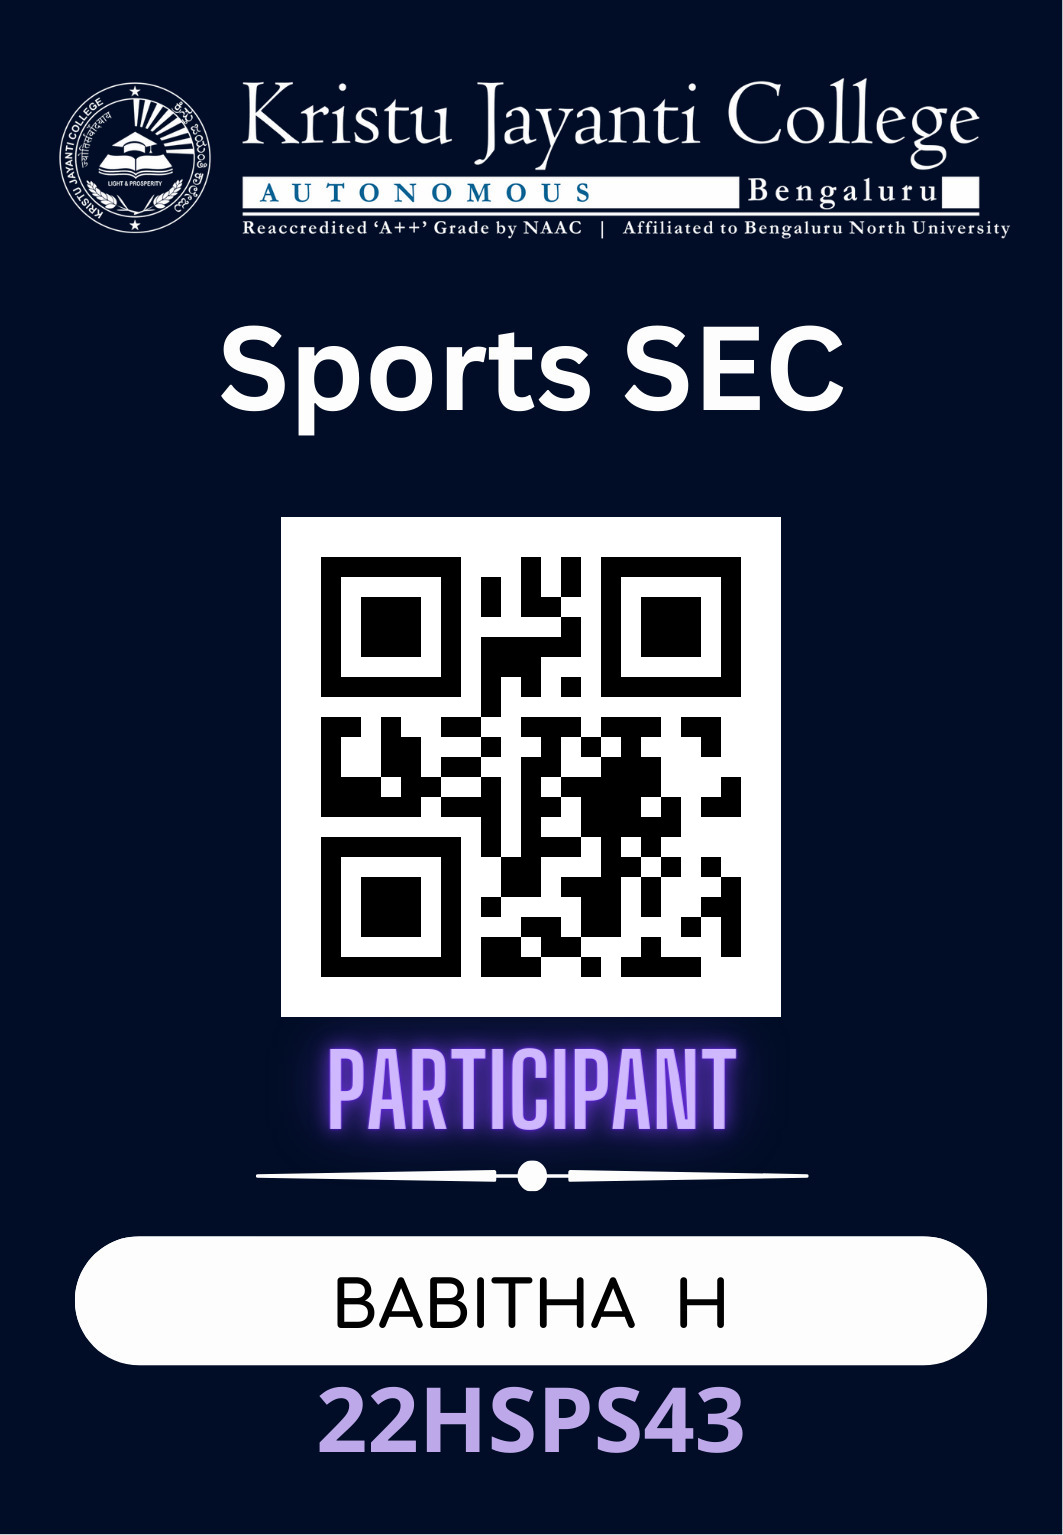 Kristu Jayanti College
AUTONOMOUS Bengaluru
Reaccredited ‘A++’ Grade by NAAC | Affiliated to Bengaluru North University
KRISTU JAYANTI COLLEGE
LIGHT & PROSPERITY
Sports SEC
PARTICIPANT
BABITHA H
22HSPS43